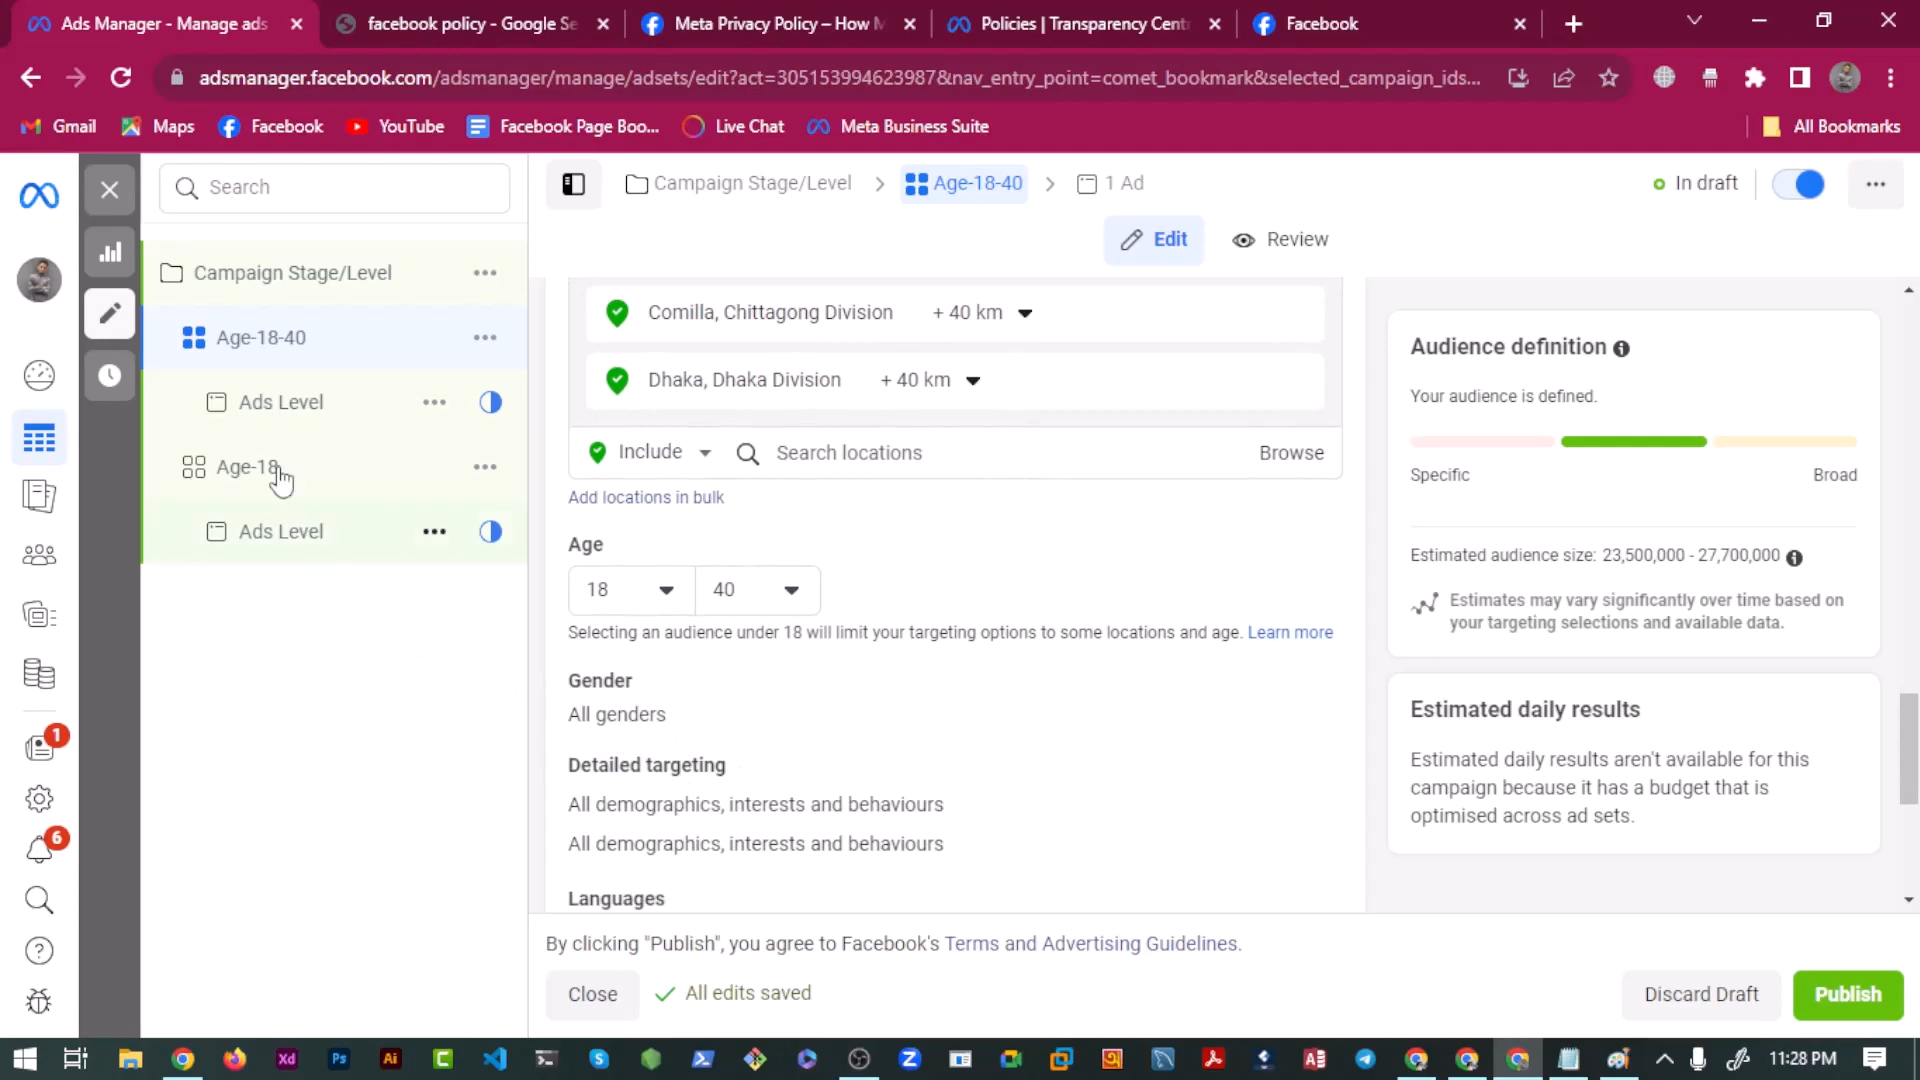 Ads Manager - Manage ads
facebook policy - Google Se
Meta Privacy Policy – How M
Policies | Transparency Centr
Facebook
adsmanager.facebook.com/adsmanager/manage/adsets/edit?act=305153994623987&nav_entry_point=comet_bookmark&selected_campaign_ids...
Gmail
Maps
Facebook
YouTube
Facebook Page Boo...
Live Chat
Meta Business Suite
All Bookmarks
Search
Campaign Stage/Level
Age-18-40
1 Ad
In draft
Edit
Review
Campaign Stage/Level
Age-18-40
Ads Level
Age-18
Ads Level
Comilla, Chittagong Division + 40 km
Dhaka, Dhaka Division + 40 km
Include
Search locations
Browse
Add locations in bulk
Age
18
40
Selecting an audience under 18 will limit your targeting options to some locations and age. Learn more
Gender
All genders
Detailed targeting
All demographics, interests and behaviours
All demographics, interests and behaviours
Languages
Audience definition
Your audience is defined.
Specific
Broad
Estimated audience size: 23,500,000 - 27,700,000
Estimates may vary significantly over time based on
your targeting selections and available data.
Estimated daily results
Estimated daily results aren't available for this
campaign because it has a budget that is
optimised across ad sets.
1
6
By clicking "Publish", you agree to Facebook's Terms and Advertising Guidelines.
Close
All edits saved
Discard Draft
Publish
Xd
Ps
Ai
C
S
Z
A
11:28 PM